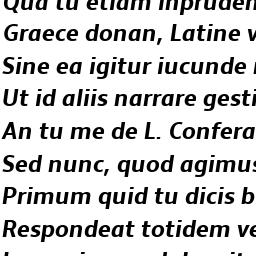 Quid tu etiam inpruden
Graece donan, Latine v
Sine ea igitur iucunde
Ut id aliis narrare gesti
An tu me de L. Confera
Sed nunc, quod agimus
Primum quid tu dicis b
Respondeat totidem ve